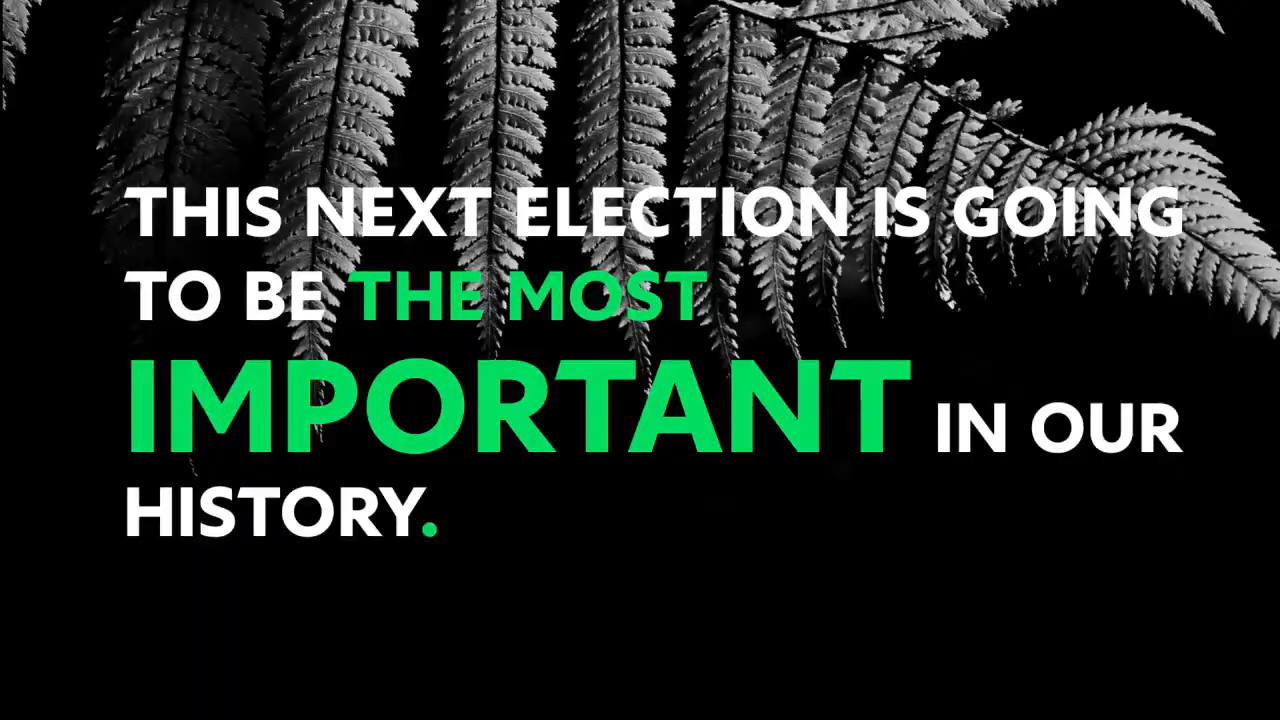 THIS NEXT ELECTION IS GOING
TO BE THE MOST
IMPORTANT IN OUR
HISTORY.